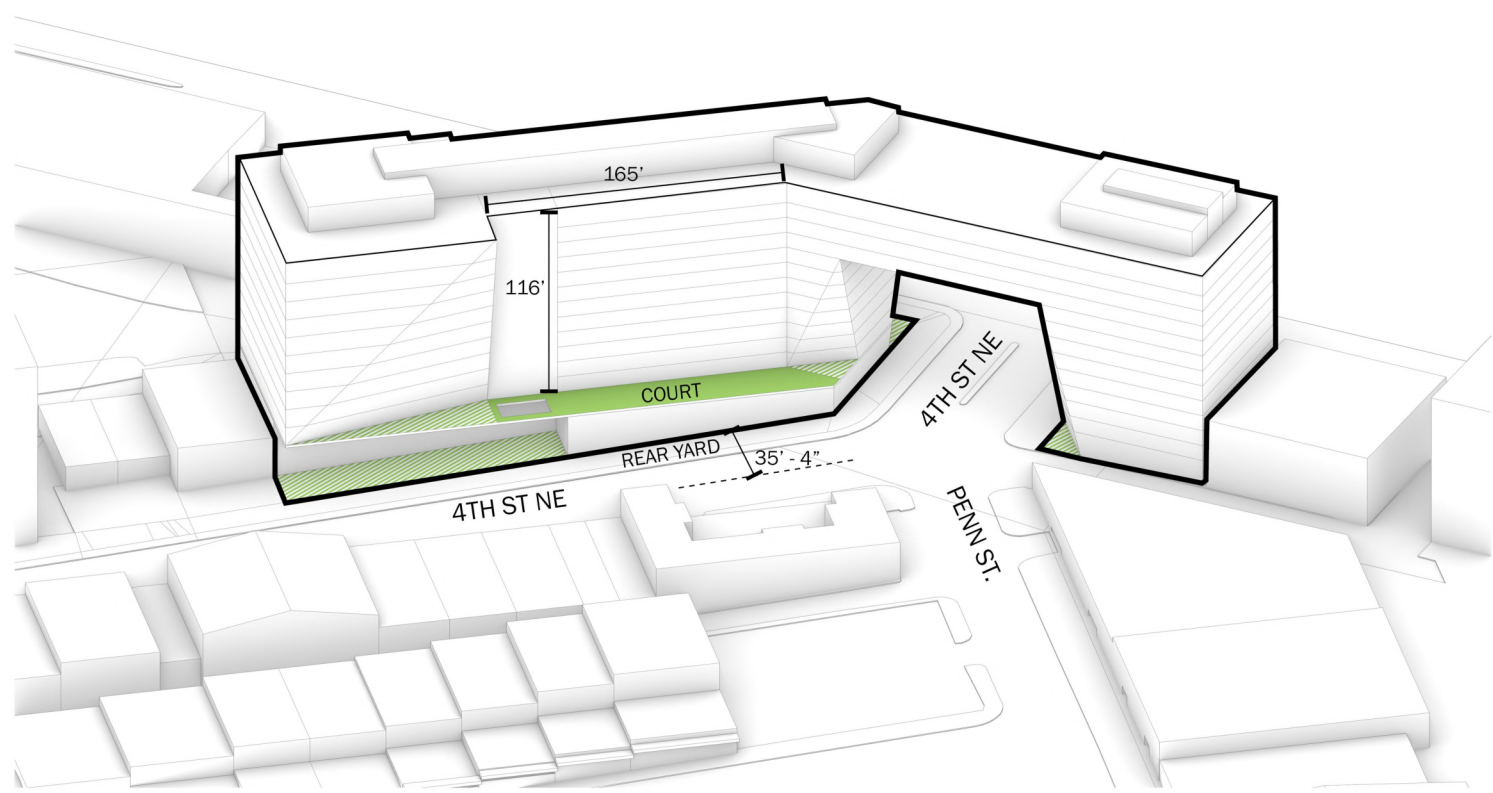 165’
116’
COURT
4TH ST NE
REAR YARD
35’ - 4”
4TH ST NE
PENN ST.